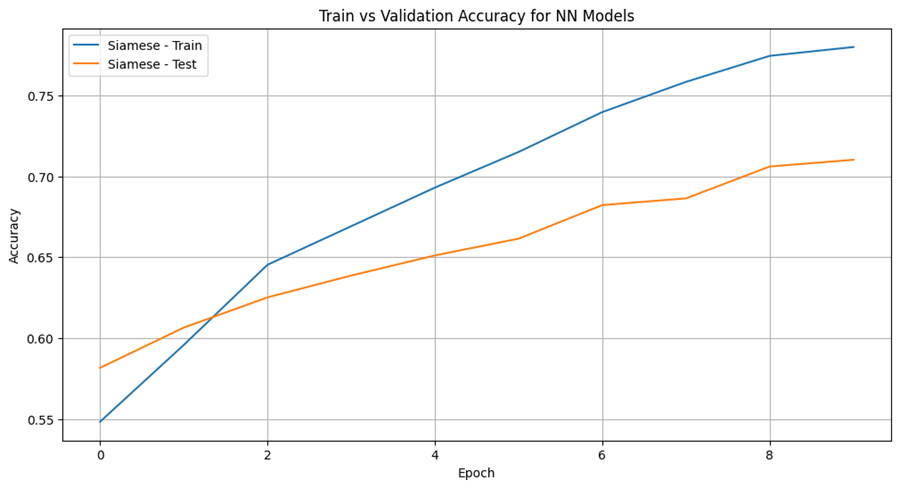 Train vs Validation Accuracy for NN Models
Siamese - Train
Siamese - Test
0.75
0.70
0.65
0.60
0.55
Accuracy
0 2 4 6 8
Epoch